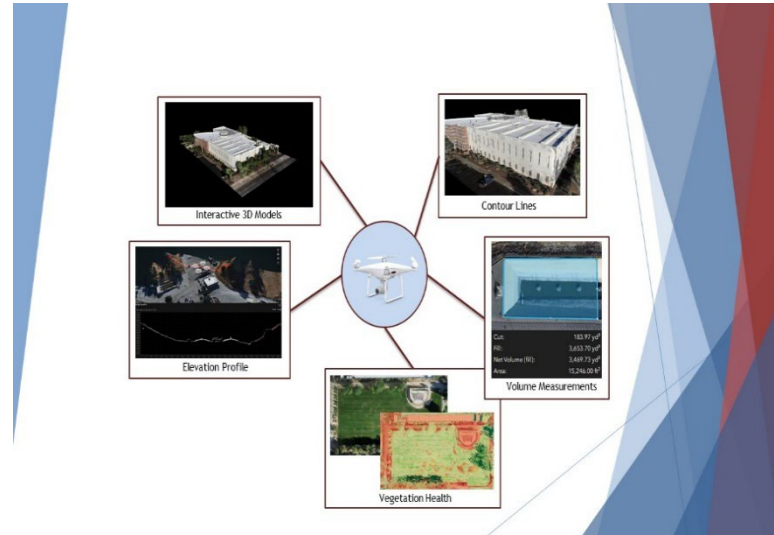 Interactive 3D Models
Contour Lines
Elevation Profile
Cut: 183.97 yd³
Fill: 3,653.70 yd³
Net Volume (fill): 3,469.73 yd³
Area: 15,246.00 ft²
Volume Measurements
Vegetation Health